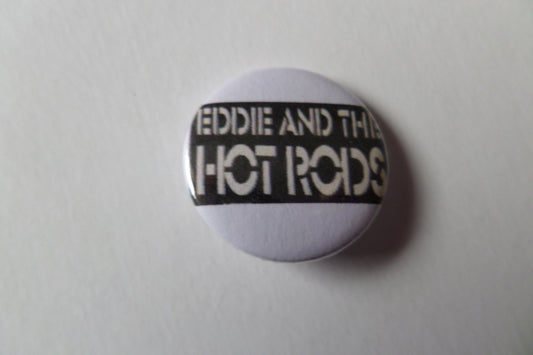 EDDIE AND THE
HOT RODS